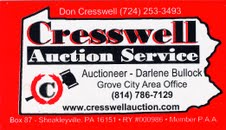 Don Cresswell (724) 253-3493
Cresswell
Auction Service
C
Auctioneer - Darlene Bullock
Grove City Area Office
(814) 786-7129
www.cresswellauction.com
Box 87 - Sheakleyville, PA 16151 • RY #000986 • Member P.A.A.